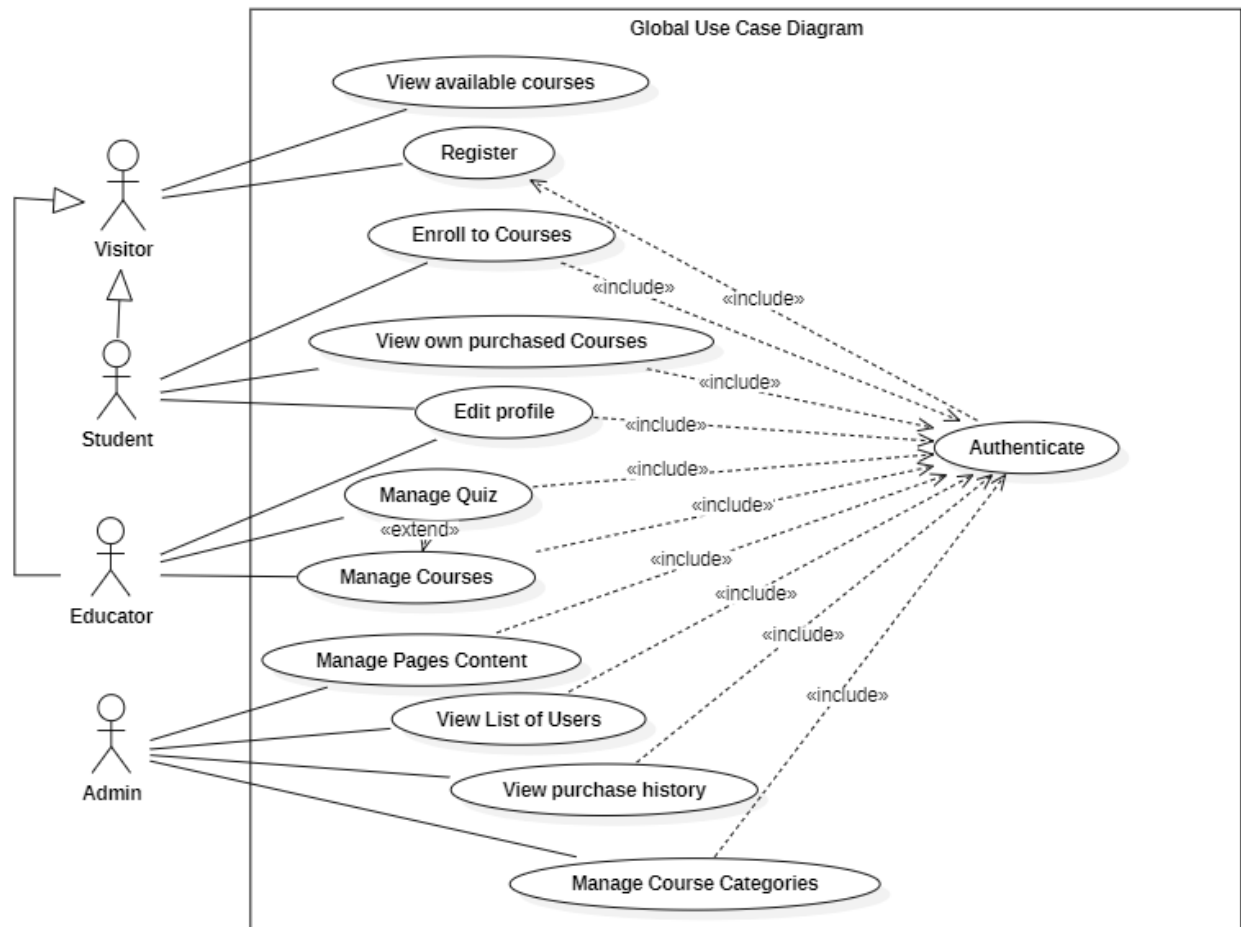 Global Use Case Diagram
View available courses
Register
Visitor
Enroll to Courses
«include»
«include»
View own purchased Courses
«include»
Student
Edit profile
«include»
Authenticate
Manage Quiz
«include»
«extend»
«include»
Manage Courses
Educator
«include»
«include»
Manage Pages Content
«include»
«include»
View List of Users
Admin
View purchase history
Manage Course Categories